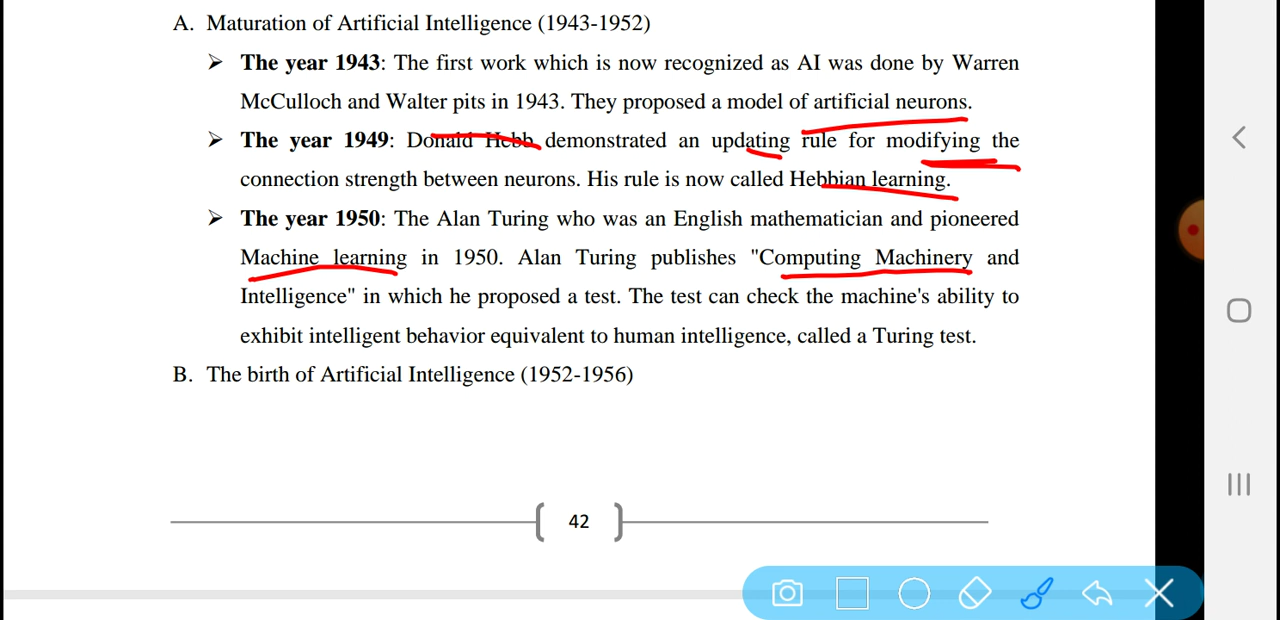 A. Maturation of Artificial Intelligence (1943-1952)
➢ The year 1943: The first work which is now recognized as AI was done by Warren
McCulloch and Walter pits in 1943. They proposed a model of artificial neurons.
➢ The year 1949: Donald Hebb demonstrated an updating rule for modifying the
connection strength between neurons. His rule is now called Hebbian learning.
➢ The year 1950: The Alan Turing who was an English mathematician and pioneered
Machine learning in 1950. Alan Turing publishes "Computing Machinery and
Intelligence" in which he proposed a test. The test can check the machine's ability to
exhibit intelligent behavior equivalent to human intelligence, called a Turing test.
B. The birth of Artificial Intelligence (1952-1956)
42